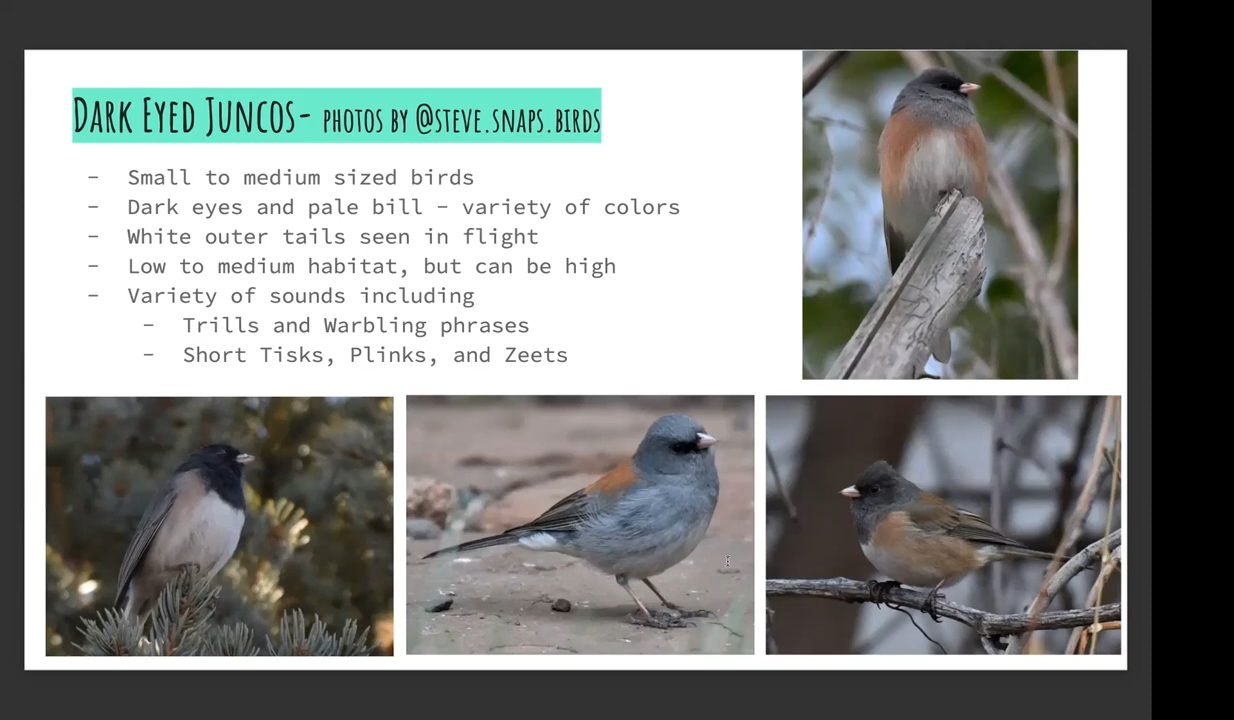 Dark Eyed Juncos- photos by @steve.snaps.birds
- Small to medium sized birds
- Dark eyes and pale bill - variety of colors
- White outer tails seen in flight
- Low to medium habitat, but can be high
- Variety of sounds including
- Trills and Warbling phrases
- Short Tisks, Plinks, and Zeets